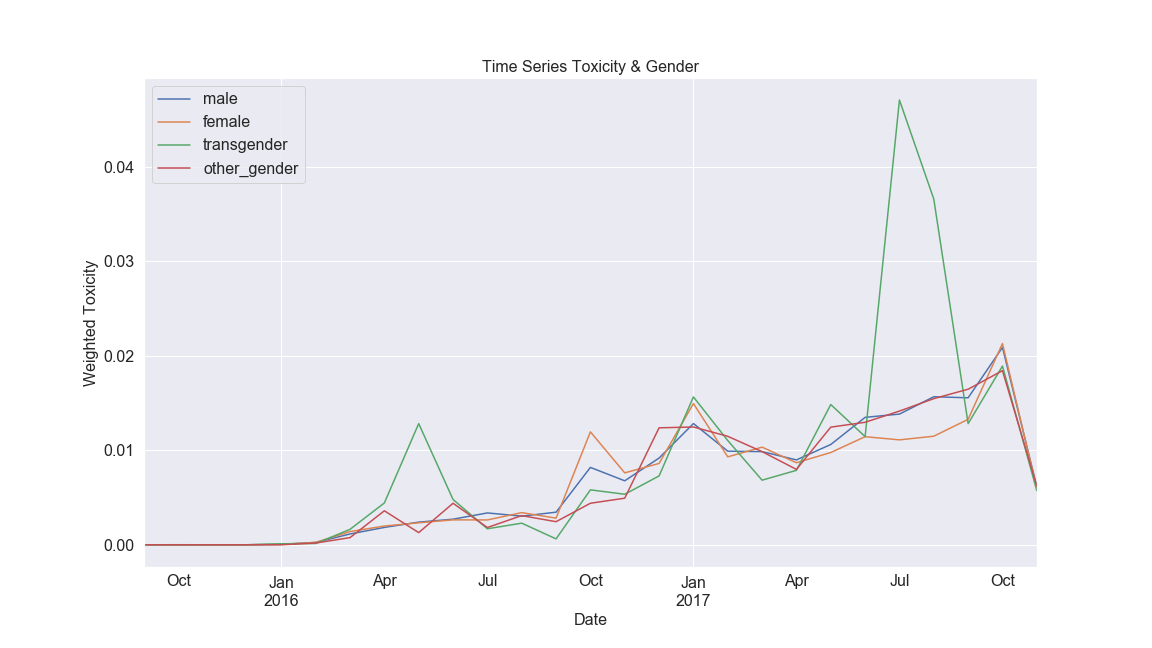 Time Series Toxicity & Gender
male
female
transgender
other_gender
Weighted Toxicity
0.04
0.03
0.02
0.01
0.00
Oct Jan Apr Jul Oct Jan Apr Jul Oct
2016 2017
Date